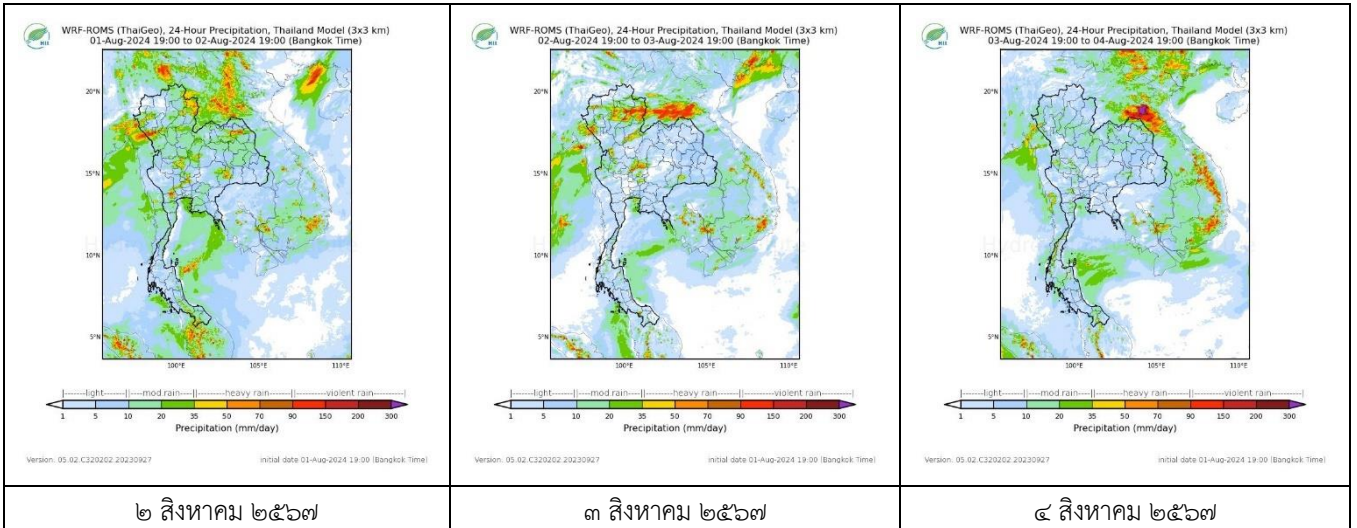 WRF-ROMS (ThaiGeo), 24-Hour Precipitation, Thailand Model (3x3 km)
01-Aug-2024 19:00 to 02-Aug-2024 19:00 (Bangkok Time)
20°N
15°N
10°N
5°N
100°E 105°E 110°E
light mod rain heavy rain violent rain
1 5 10 20 35 50 70 90 150 200 300
Precipitation (mm/day)
Version: 05.02.C320202.20230927 initial date 01-Aug-2024 19:00 (Bangkok Time)
๒ สิงหาคม ๒๕๖๗
WRF-ROMS (ThaiGeo), 24-Hour Precipitation, Thailand Model (3x3 km)
02-Aug-2024 19:00 to 03-Aug-2024 19:00 (Bangkok Time)
20°N
15°N
10°N
5°N
100°E 105°E 110°E
light mod rain heavy rain violent rain
1 5 10 20 35 50 70 90 150 200 300
Precipitation (mm/day)
Version: 05.02.C320202.20230927 initial date 01-Aug-2024 19:00 (Bangkok Time)
๓ สิงหาคม ๒๕๖๗
WRF-ROMS (ThaiGeo), 24-Hour Precipitation, Thailand Model (3x3 km)
03-Aug-2024 19:00 to 04-Aug-2024 19:00 (Bangkok Time)
20°N
15°N
10°N
5°N
100°E 105°E 110°E
light mod rain heavy rain violent rain
1 5 10 20 35 50 70 90 150 200 300
Precipitation (mm/day)
Version: 05.02.C320202.20230927 initial date 01-Aug-2024 19:00 (Bangkok Time)
๔ สิงหาคม ๒๕๖๗